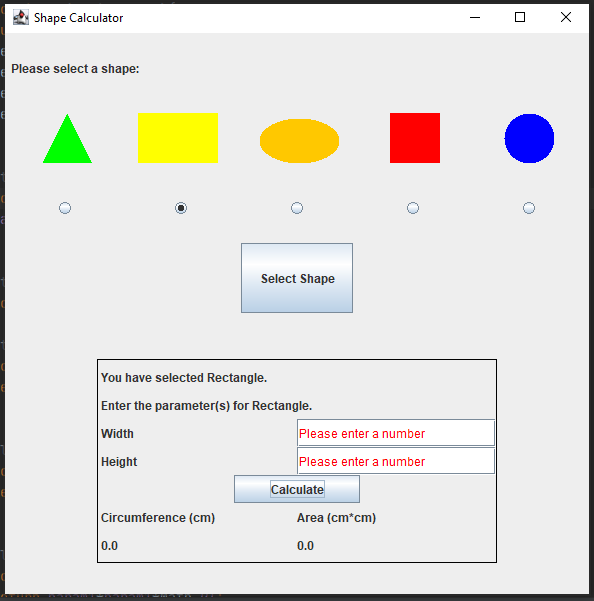 Shape Calculator
Please select a shape:
Select Shape
You have selected Rectangle.
Enter the parameter(s) for Rectangle.
Width Please enter a number
Height Please enter a number
Calculate
Circumference (cm) Area (cm*cm)
0.0 0.0